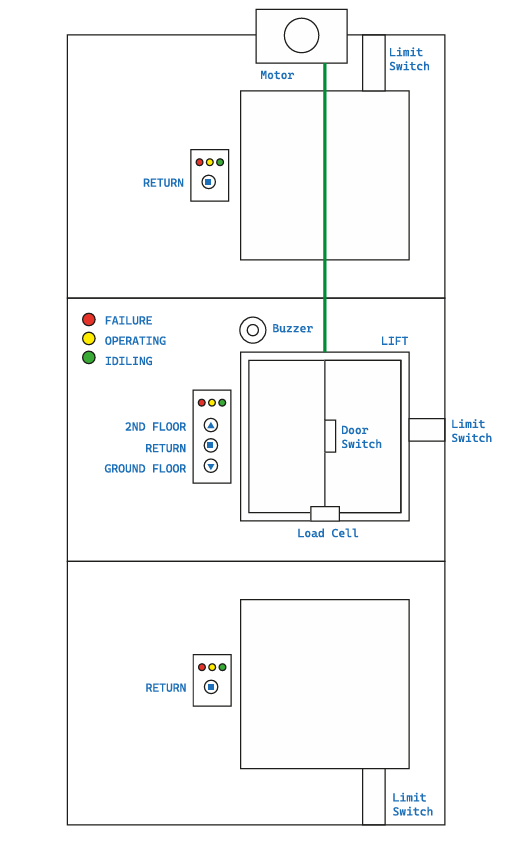 Limit
Switch
Motor
RETURN
FAILURE
OPERATING
IDILING
Buzzer
LIFT
2ND FLOOR
RETURN
GROUND FLOOR
Door
Switch
Limit
Switch
Load Cell
RETURN
Limit
Switch